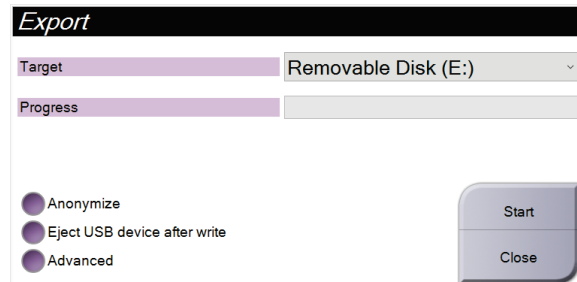 Export
Target
Removable Disk (E:)
Progress
Anonymize
Eject USB device after write
Advanced
Start
Close